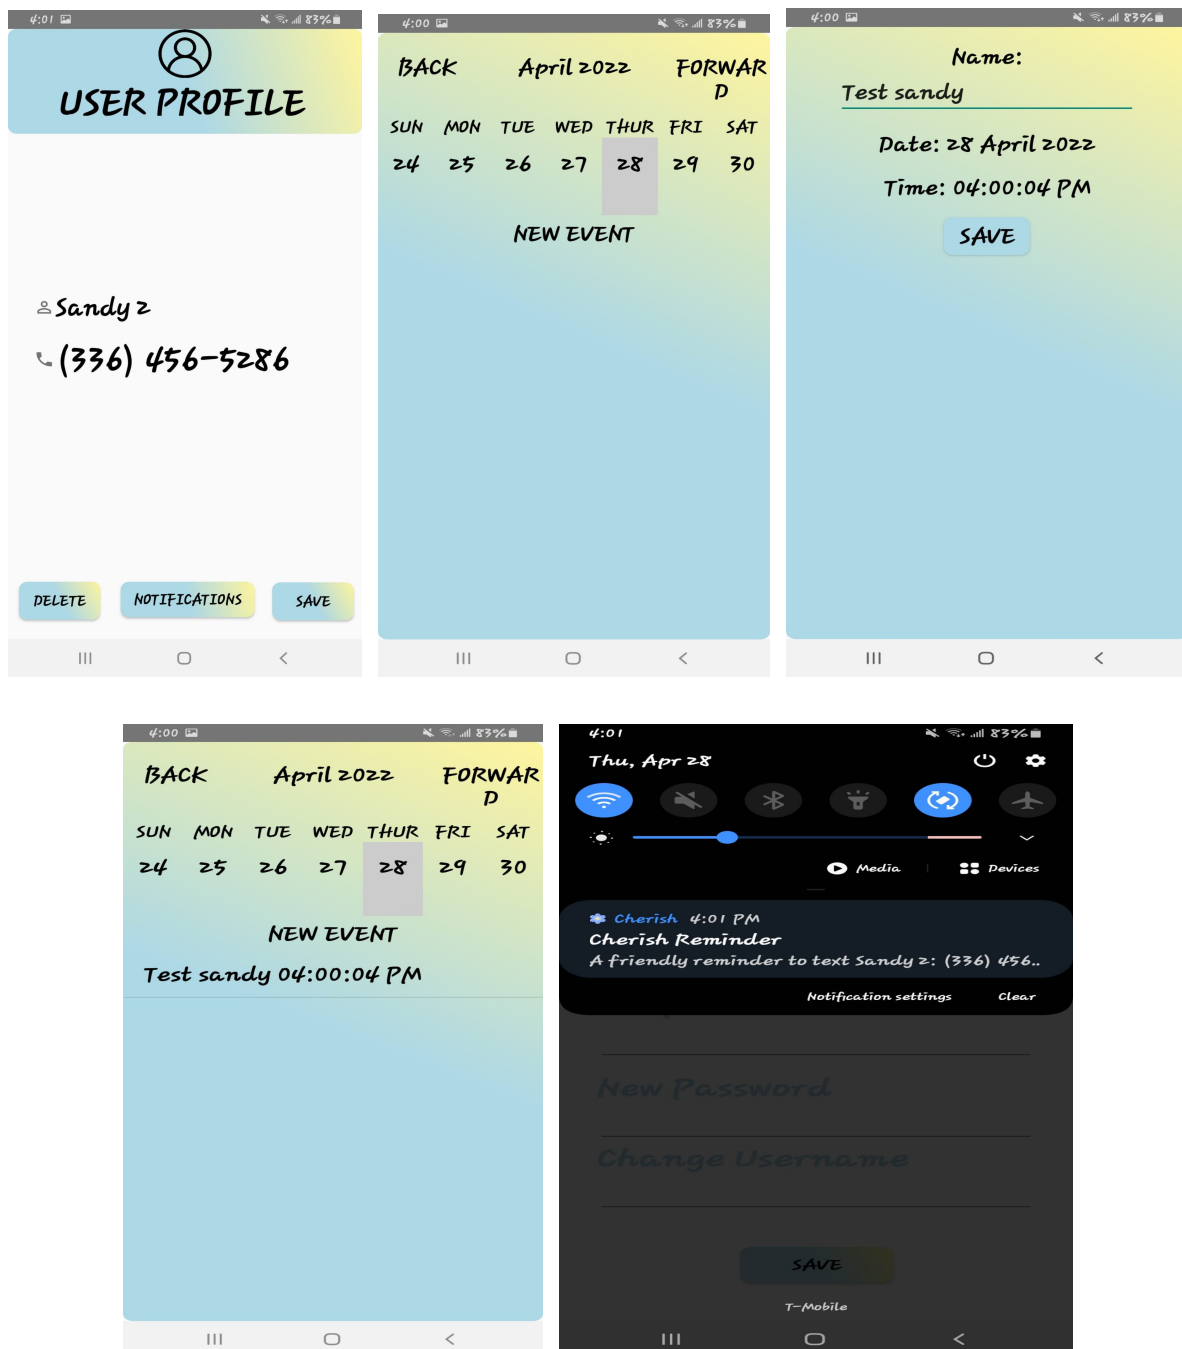 4:01 83%
USER PROFILE
Sandy 2
(336) 456-5286
DELETE NOTIFICATIONS SAVE
4:00 83%
BACK April 2022 FORWAR
D
SUN MON TUE WED THUR FRI SAT
24 25 26 27 28 29 30
NEW EVENT
4:00 83%
Name:
Test sandy
Date: 28 April 2022
Time: 04:00:04 PM
SAVE
4:00 83%
BACK April 2022 FORWAR
D
SUN MON TUE WED THUR FRI SAT
24 25 26 27 28 29 30
NEW EVENT
Test sandy 04:00:04 PM
4:01 83%
Thu, Apr 28
Media Devices
Cherish 4:01 PM
Cherish Reminder
A friendly reminder to text Sandy 2: (336) 456..
Notification settings Clear
New Password
Change Username
SAVE
T-Mobile